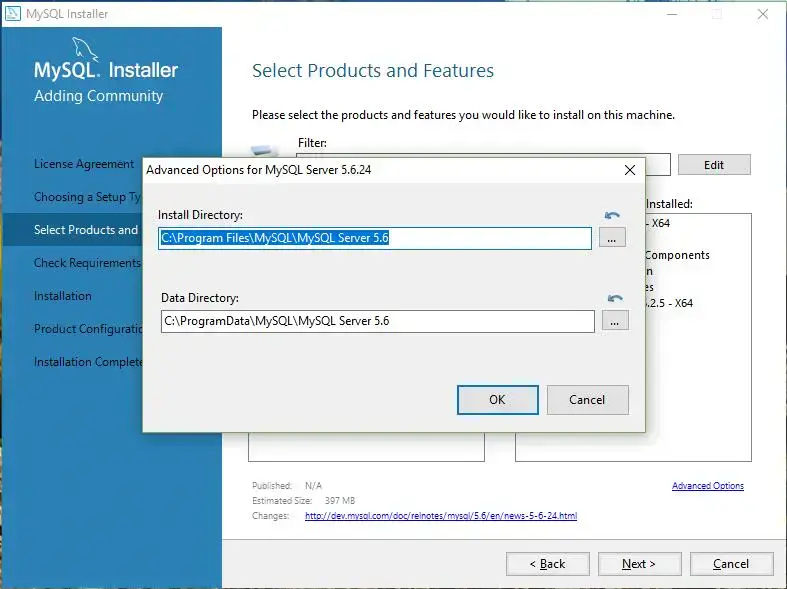 MySQL Installer
MySQL. Installer
Adding Community
License Agreement
Choosing a Setup
Select Products and
Check Requirements
Installation
Product
Installation
Select Products and Features
Please select the products and features you would like to install on this machine.
Filter:
Edit
Installed:
- X64
Components
5.2.5 - X64
Advanced Options for MySQL Server 5.6.24
Install Directory:
C:\Program Files\MySQL\MySQL Server 5.6
...
Data Directory:
C:\ProgramData\MySQL\MySQL Server 5.6
...
OK
Cancel
Published: N/A
Advanced Options
Estimated Size: 397 MB
Changes: http://dev.mysql.com/doc/relnotes/mysql/5.6/en/news-5-6-24.html
< Back
Next >
Cancel